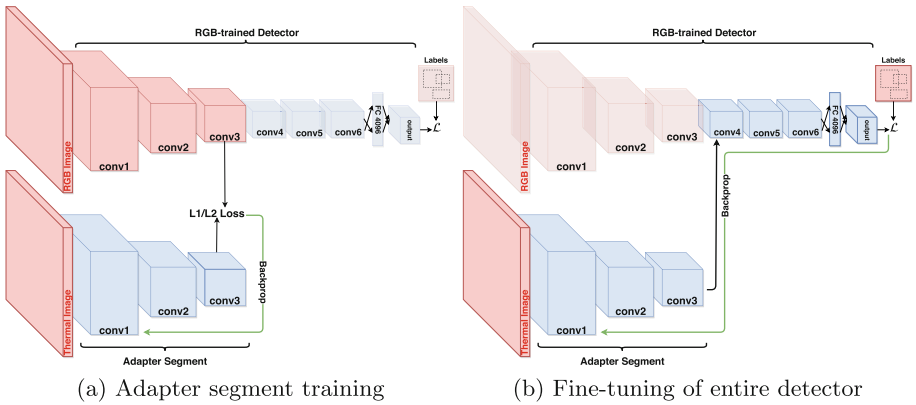 RGB-trained Detector
Labels
RGB Image
conv1
conv2
conv3
conv4
conv5
conv6
FC 4096
output
ℒ
L1/L2 Loss
Backprop
Thermal Image
conv1
conv2
conv3
Adapter Segment
(a) Adapter segment training
RGB-trained Detector
Labels
RGB Image
conv1
conv2
conv3
conv4
conv5
conv6
FC 4096
output
ℒ
Backprop
Thermal Image
conv1
conv2
conv3
Adapter Segment
(b) Fine-tuning of entire detector